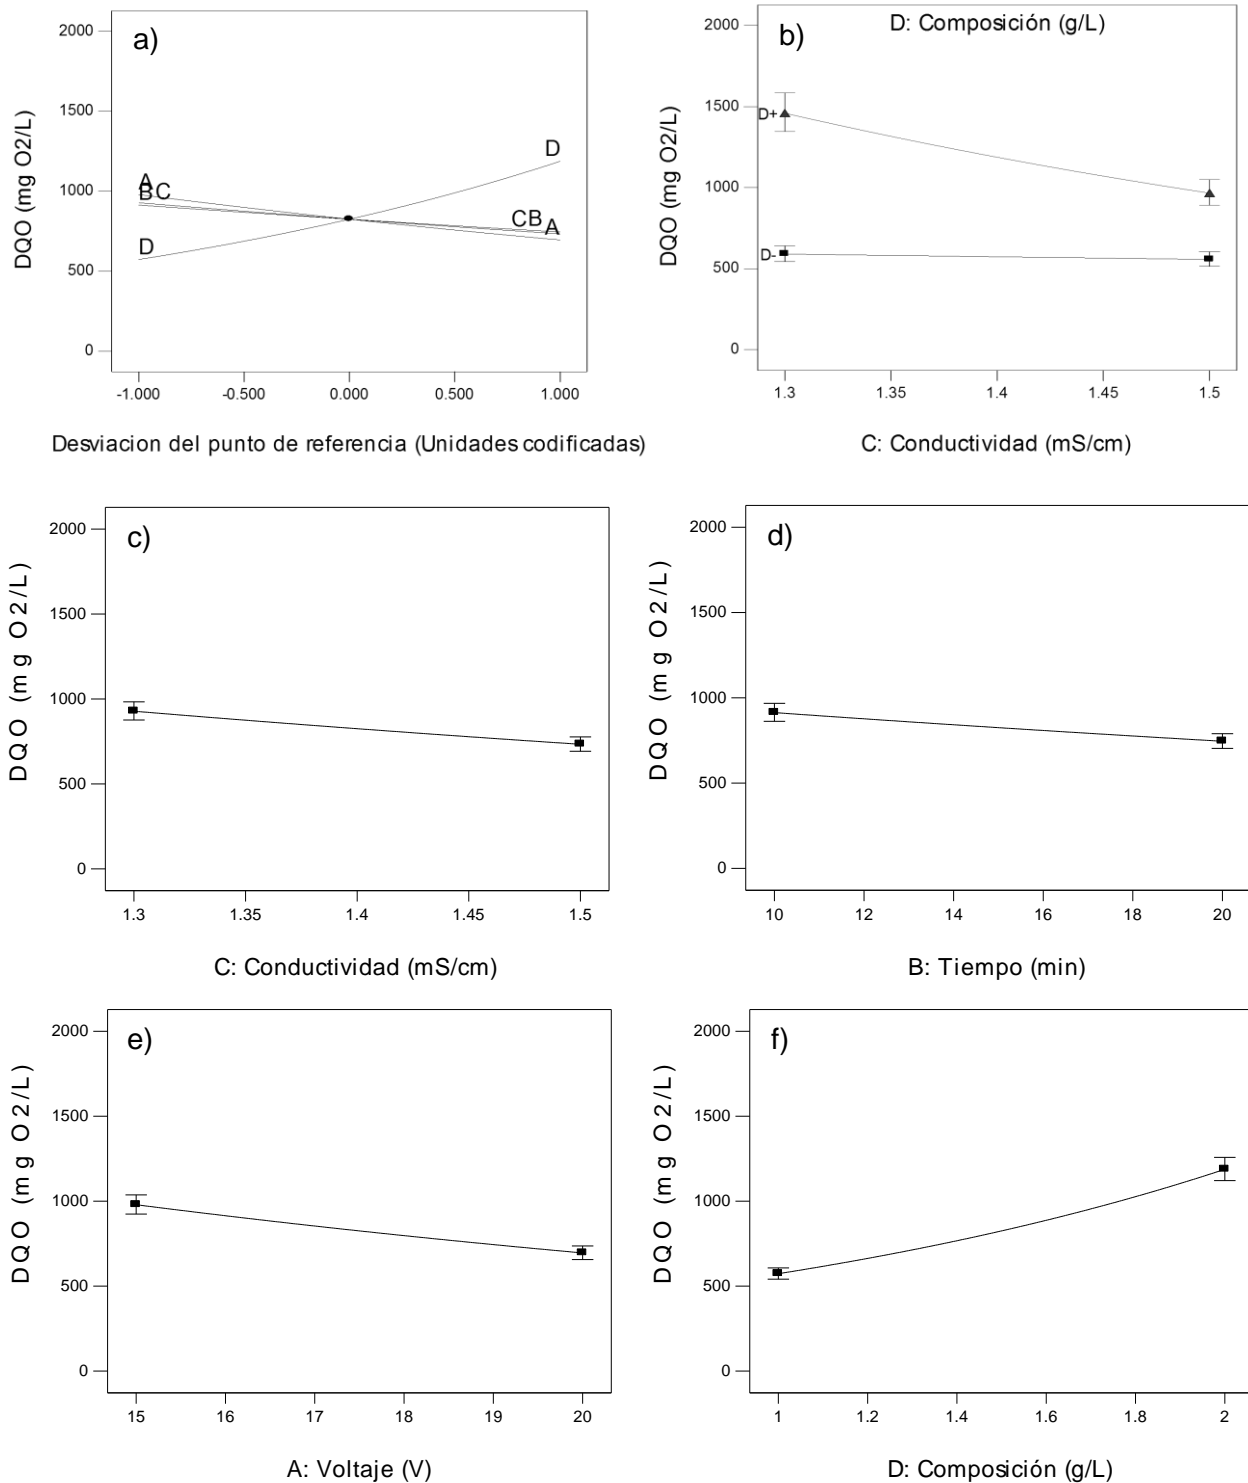 a)
DQO (mg O2/L)
2000
1500
1000
500
0
A
BC
D
D
CB
A
-1.000 -0.500 0.000 0.500 1.000
Desviacion del punto de referencia (Unidades codificadas)
b)
D: Composición (g/L)
DQO (mg O2/L)
2000
1500
1000
500
0
D+
D-
1.3 1.35 1.4 1.45 1.5
C: Conductividad (mS/cm)
c)
DQO (mg O2/L)
2000
1500
1000
500
0
1.3 1.35 1.4 1.45 1.5
C: Conductividad (mS/cm)
d)
DQO (mg O2/L)
2000
1500
1000
500
0
10 12 14 16 18 20
B: Tiempo (min)
e)
DQO (mg O2/L)
2000
1500
1000
500
0
15 16 17 18 19 20
A: Voltaje (V)
f)
DQO (mg O2/L)
2000
1500
1000
500
0
1 1.2 1.4 1.6 1.8 2
D: Composición (g/L)